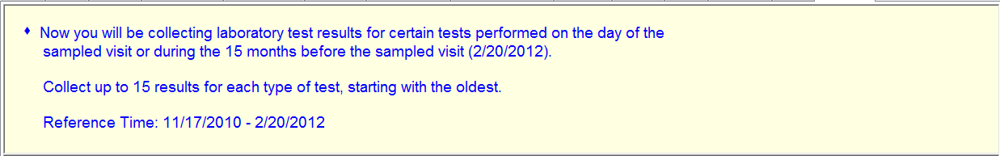 Now you will be collecting laboratory test results for certain tests performed on the day of the
sampled visit or during the 15 months before the sampled visit (2/20/2012).
Collect up to 15 results for each type of test, starting with the oldest.
Reference Time: 11/17/2010 - 2/20/2012